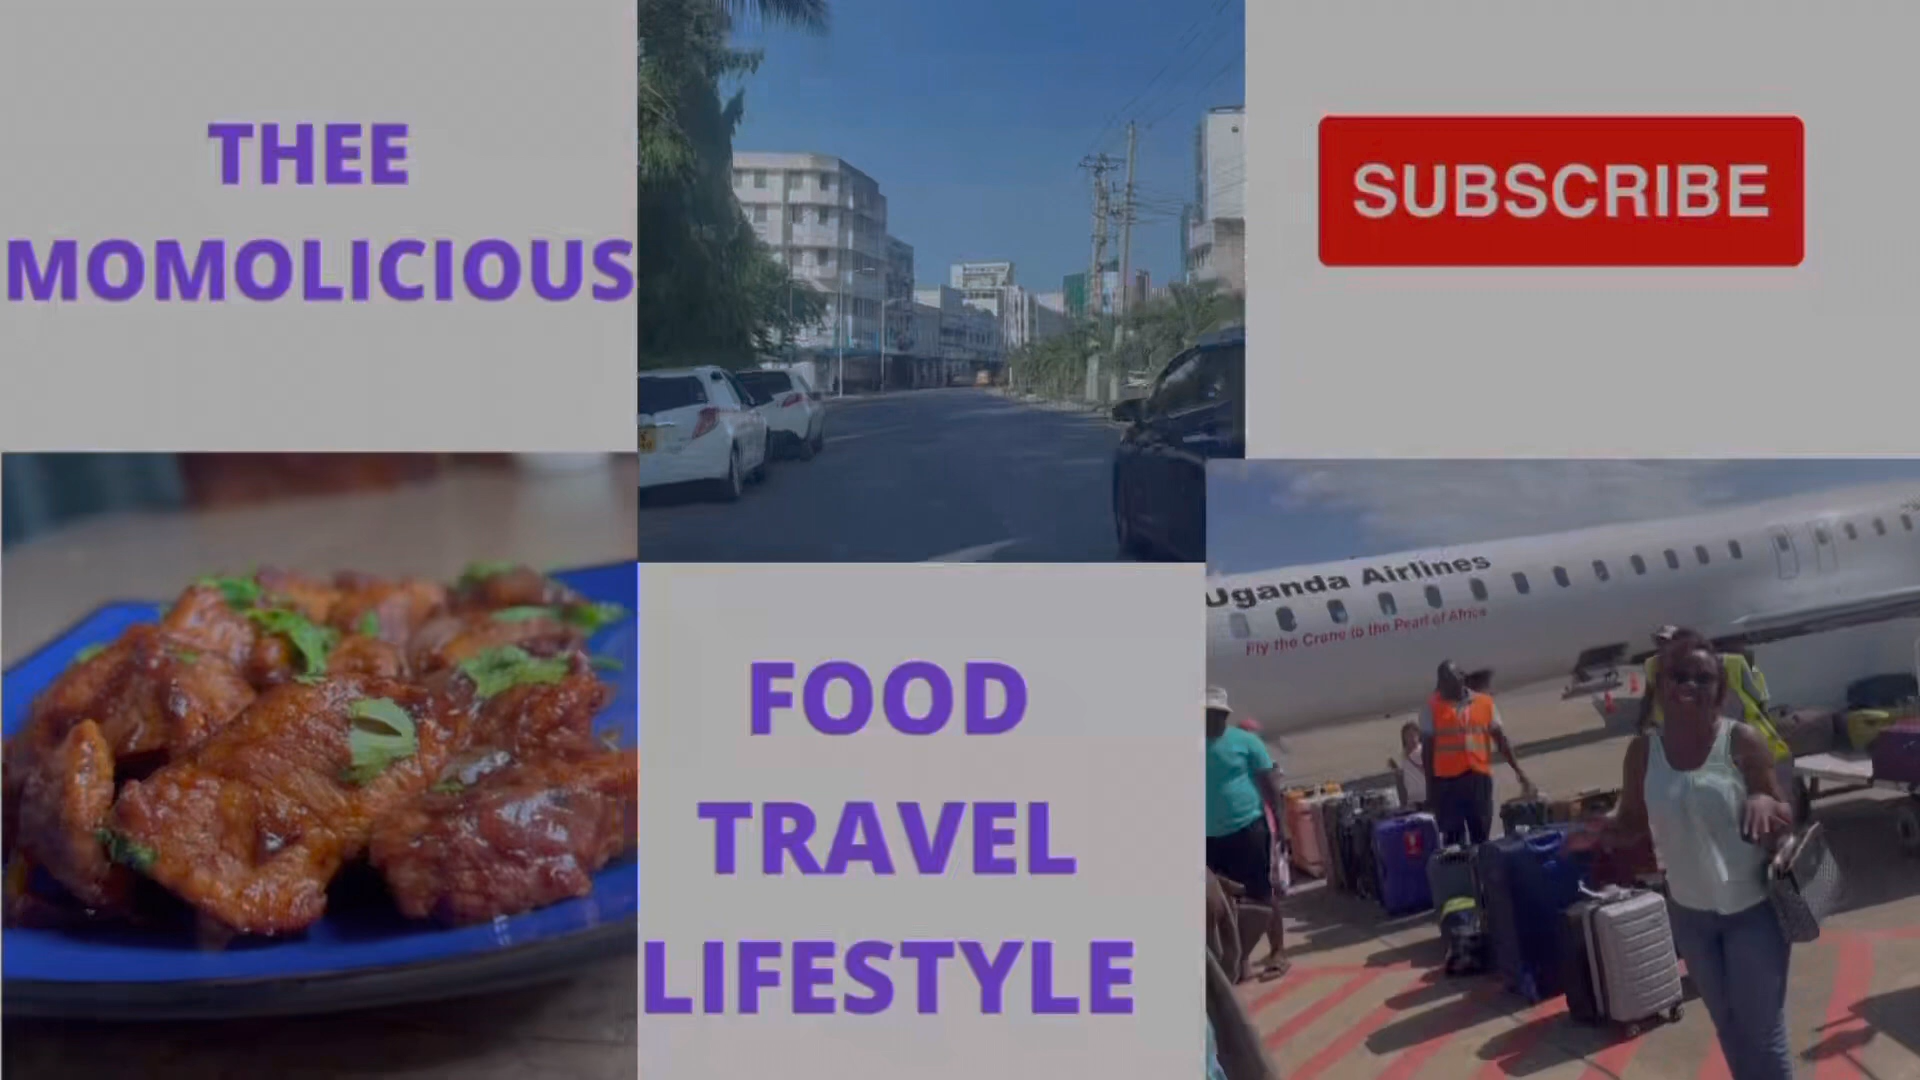 THEE
MOMOLICIOUS
SUBSCRIBE
Uganda Airlines
Fly the Crane to the Pearl of Africa
FOOD
TRAVEL
LIFESTYLE